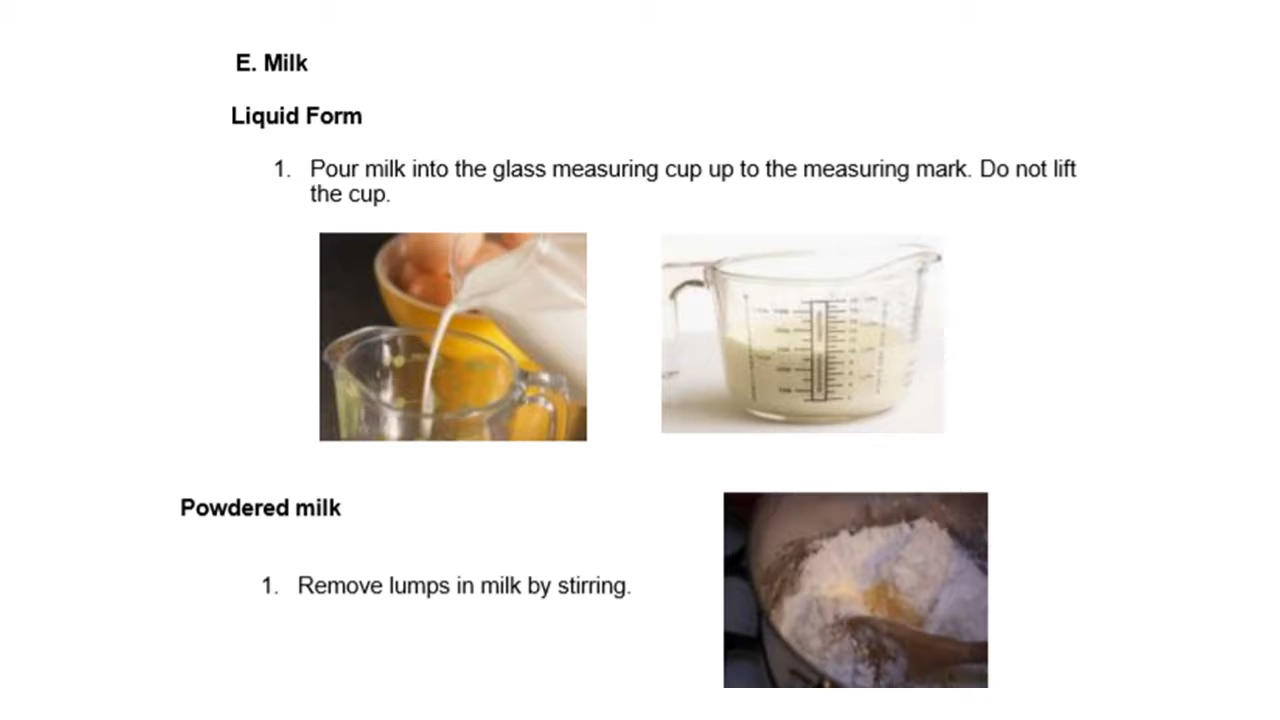 E. Milk
Liquid Form
1. Pour milk into the glass measuring cup up to the measuring mark. Do not lift
the cup.
Powdered milk
1. Remove lumps in milk by stirring.